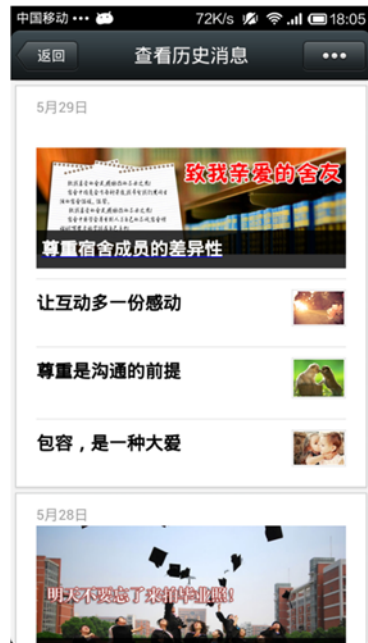 中国移动 ••• 72K/s 18:05
返回 查看历史消息 •••
5月29日
致我亲爱的舍友
尊重宿舍成员的差异性
让互动多一份感动
尊重是沟通的前提
包容，是一种大爱
5月28日
明天不要忘了来拍毕业照！